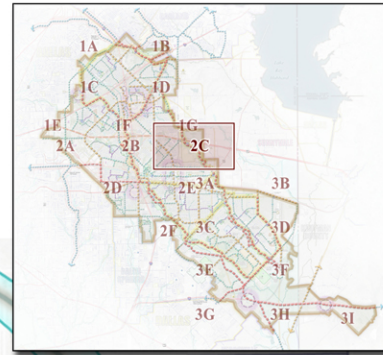 1A 1B
1C 1D
1E 1F 1G
2A 2B 2C
2D 2E 3A 3B
2F 3C 3D
3E 3F
3G 3H 3I